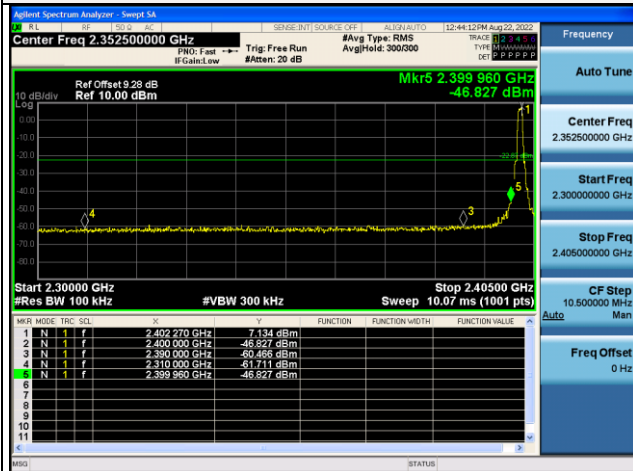 Agilent Spectrum Analyzer - Swept SA
RL RF 50 Ω AC SENSE:INT SOURCE OFF ALIGNAUTO 12:44:12PM Aug 22, 2022
Center Freq 2.352500000 GHz
PNO: Fast
IFGain:Low
Trig: Free Run
#Atten: 20 dB
#Avg Type: RMS
Avg|Hold: 300/300
TRACE 1 2 3 4 5 6
TYPE M
DET P P P P P P
Ref Offset 9.28 dB
Ref 10.00 dBm
10 dB/div
Log
Mkr5 2.399 960 GHz
-46.827 dBm
0.00
-10.0
-20.0
-30.0
-40.0
-50.0
-60.0
-70.0
-80.0
1
5
4
3
Start 2.30000 GHz Stop 2.40500 GHz
#Res BW 100 kHz #VBW 300 kHz Sweep 10.07 ms (1001 pts)
MKR MODE TRC SCL X Y FUNCTION FUNCTION WIDTH FUNCTION VALUE
1 N 1 f 2.402 270 GHz 7.134 dBm
2 N 1 f 2.400 000 GHz -46.827 dBm
3 N 1 f 2.390 000 GHz -60.466 dBm
4 N 1 f 2.310 000 GHz -61.711 dBm
5 N 1 f 2.399 960 GHz -46.827 dBm
6
7
8
9
10
11
MSG STATUS
Frequency
Auto Tune
Center Freq
2.352500000 GHz
Start Freq
2.300000000 GHz
Stop Freq
2.405000000 GHz
CF Step
10.500000 MHz
Auto Man
Freq Offset
0 Hz